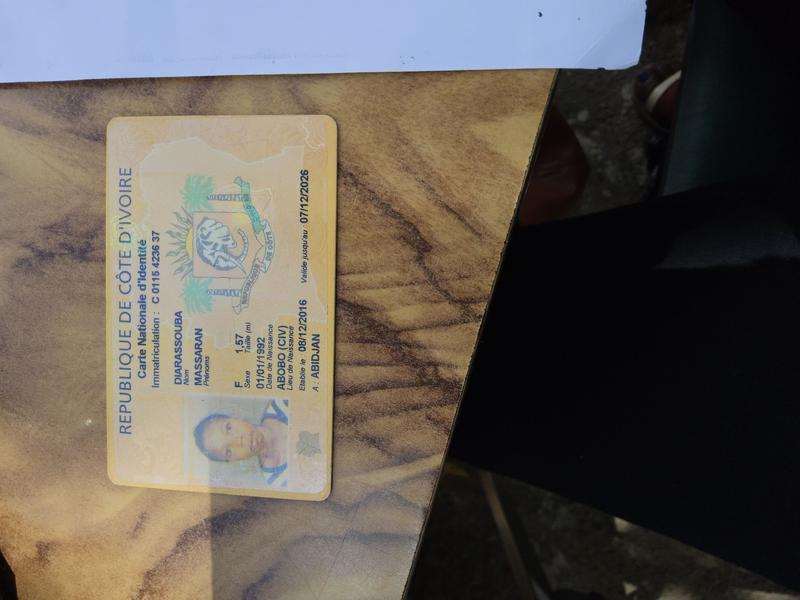 REPUBLIQUE DE CÔTE D'IVOIRE
Carte Nationale d'Identité
Immatriculation : C 0115 4236 37
DIARASSOUBA
Nom
MASSARAN
Prénoms
F 1,57
Sexe Taille (m)
01/01/1992
Date de Naissance
ABOBO (CIV)
Lieu de Naissance
Etablie le 08/12/2016 Valide jusqu'au 07/12/2026
A : ABIDJAN